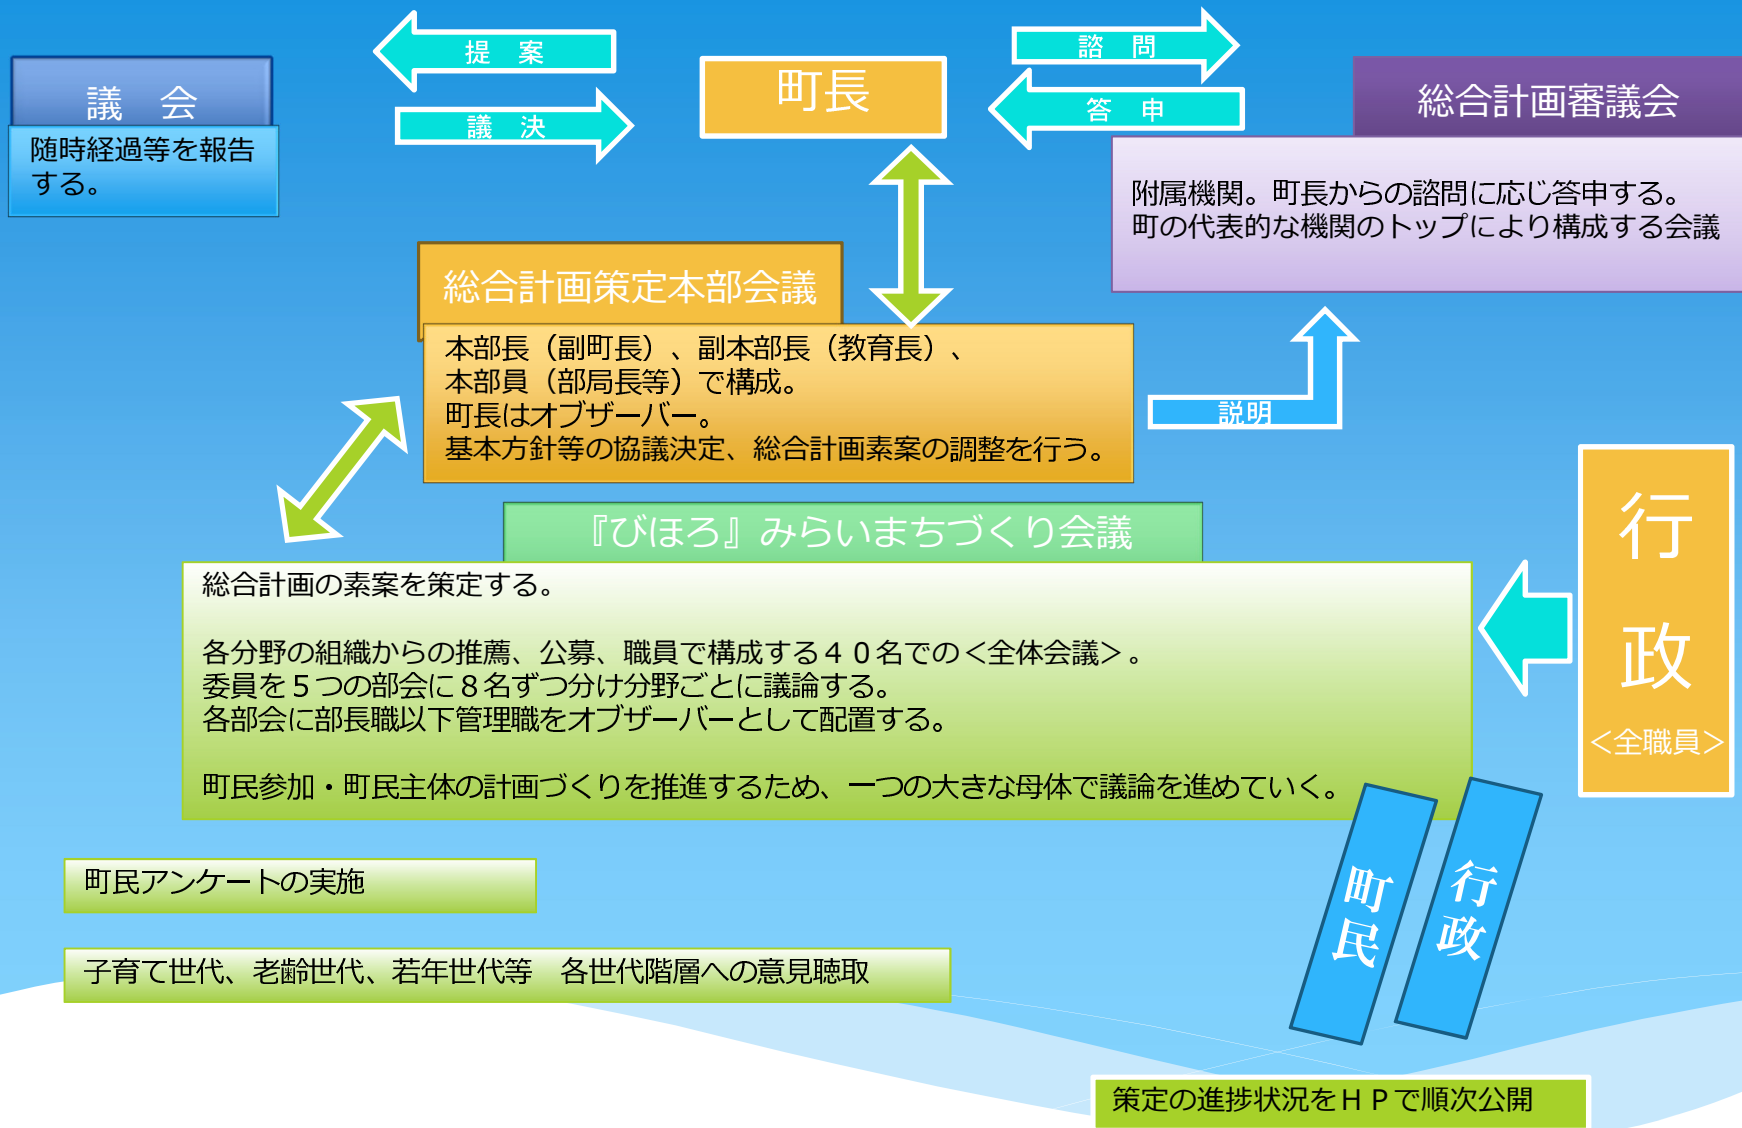 提　案
議　決
諮　問
答　申
町長
議　会
随時経過等を報告
する。
総合計画審議会
附属機関。町長からの諮問に応じ答申する。
町の代表的な機関のトップにより構成する会議
総合計画策定本部会議
本部長（副町長）、副本部長（教育長）、
本部員（部局長等）で構成。
町長はオブザーバー。
基本方針等の協議決定、総合計画素案の調整を行う。
説明
『びほろ』みらいまちづくり会議
総合計画の素案を策定する。
各分野の組織からの推薦、公募、職員で構成する４０名での＜全体会議＞。
委員を５つの部会に８名ずつ分け分野ごとに議論する。
各部会に部長職以下管理職をオブザーバーとして配置する。
町民参加・町民主体の計画づくりを推進するため、一つの大きな母体で議論を進めていく。
行政
＜全職員＞
町民
行政
町民アンケートの実施
子育て世代、老齢世代、若年世代等　各世代階層への意見聴取
策定の進捗状況をＨＰで順次公開